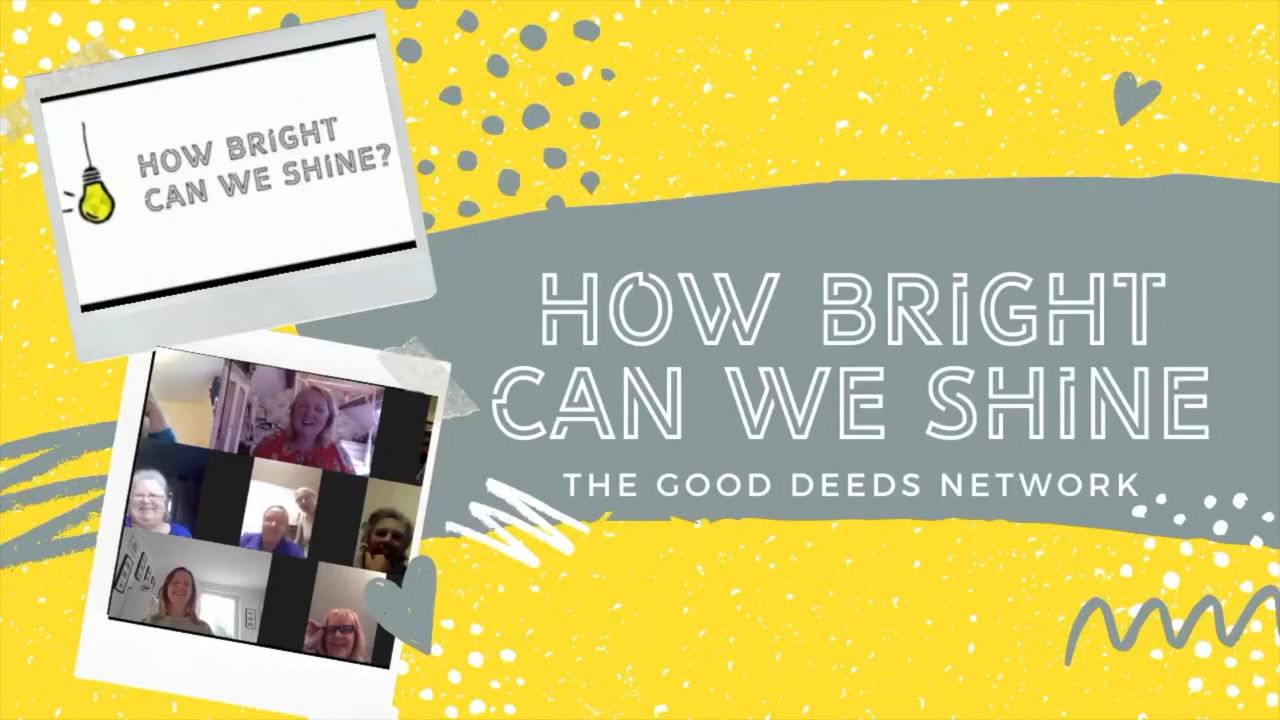 HOW BRIGHT
CAN WE SHINE?
HOW BRIGHT
CAN WE SHINE
THE GOOD DEEDS NETWORK